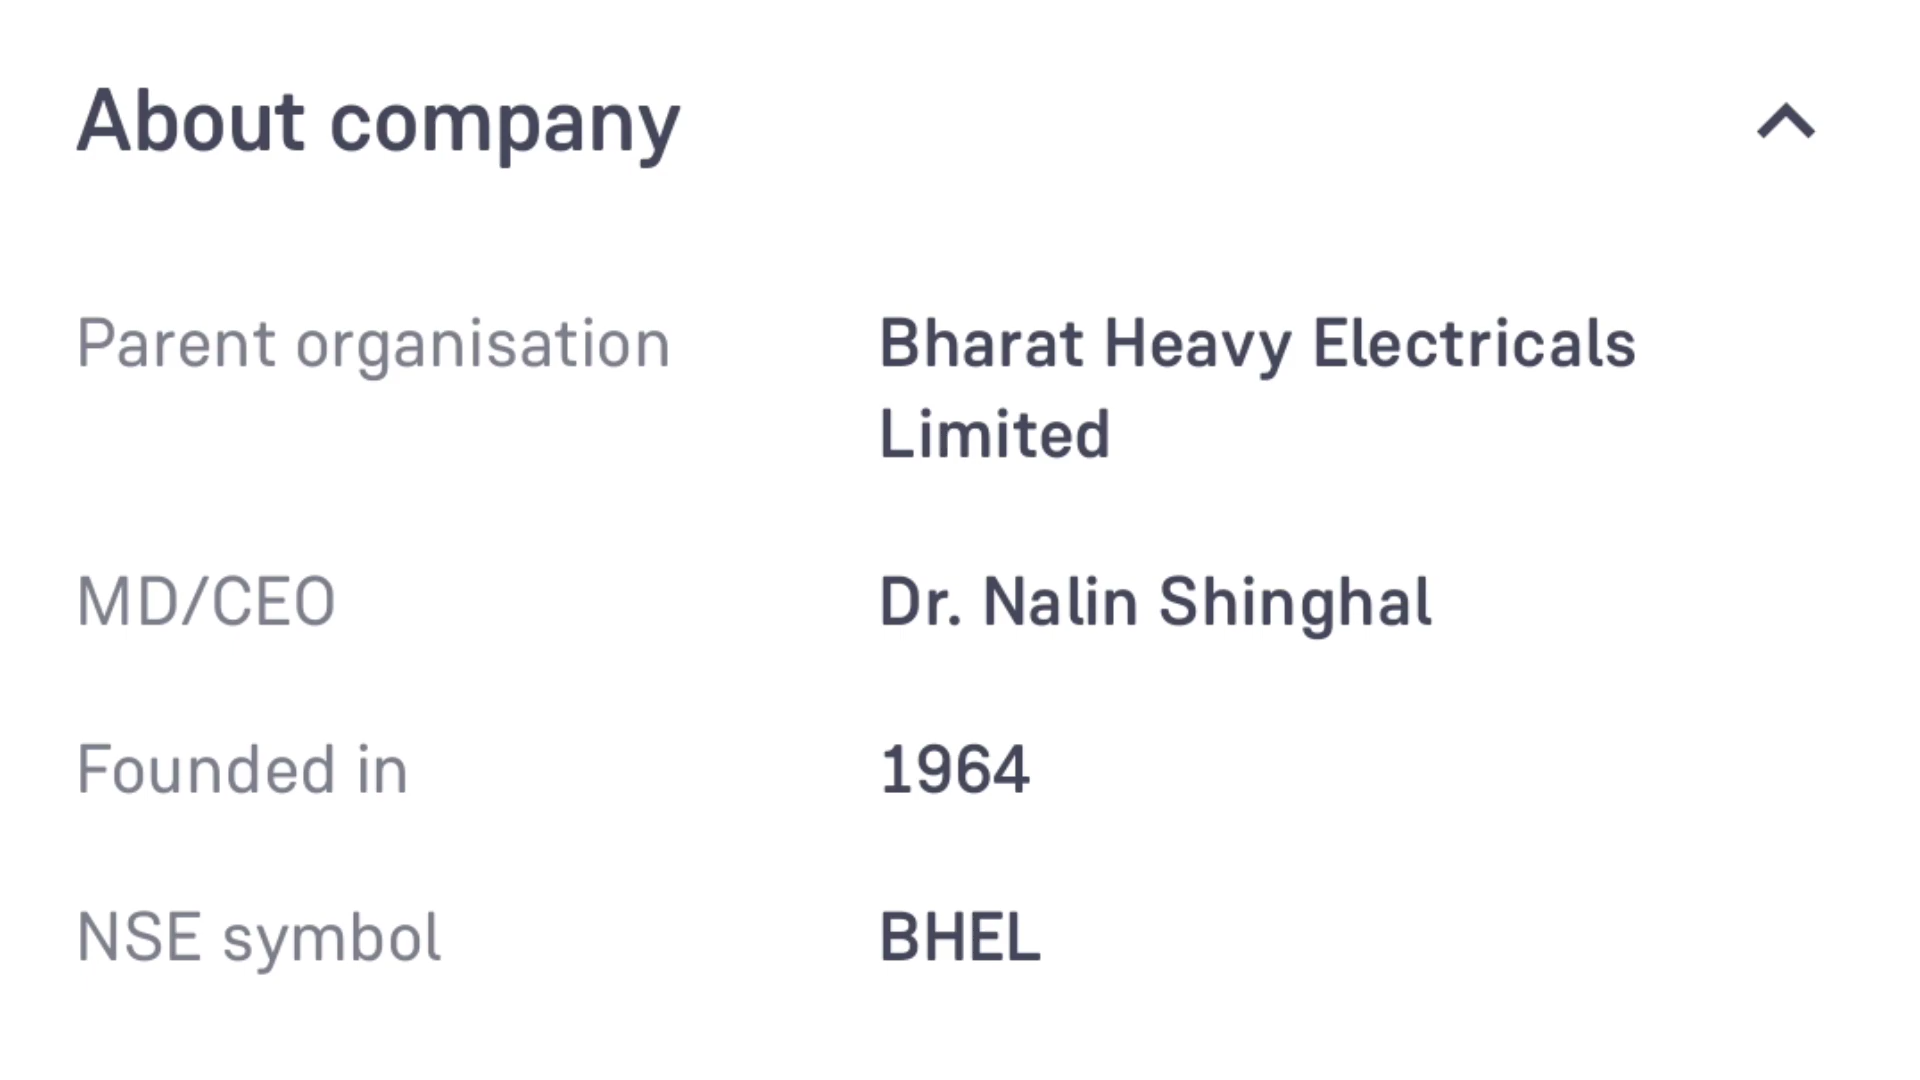 About company
Parent organisation
Bharat Heavy Electricals
Limited
MD/CEO
Dr. Nalin Shinghal
Founded in
1964
NSE symbol
BHEL